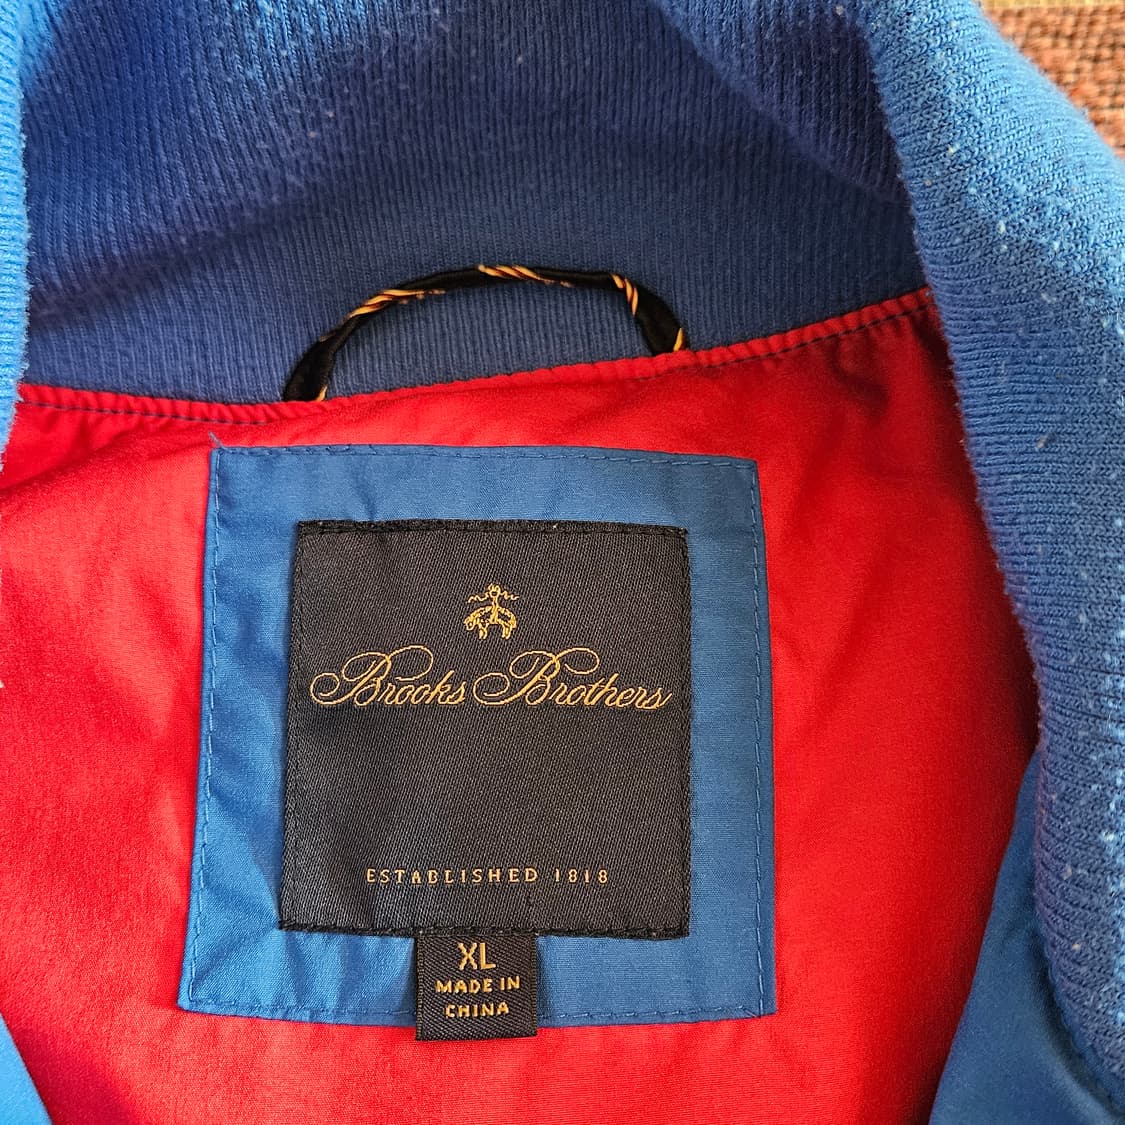 Brooks Brothers
ESTABLISHED 1818
XL
MADE IN
CHINA